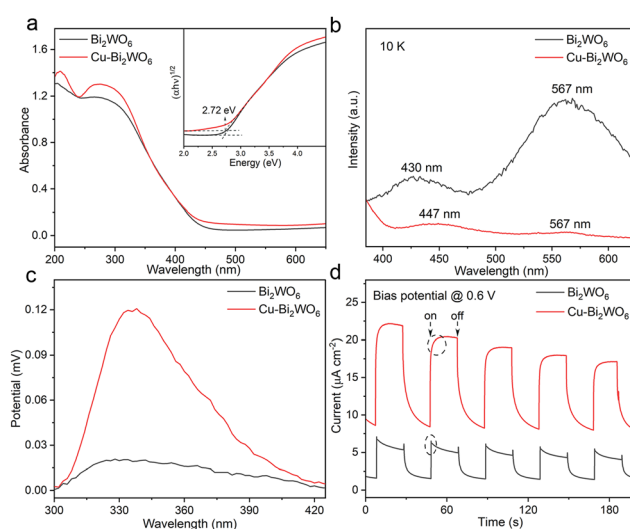 a
Bi₂WO₆
Cu-Bi₂WO₆
1.6
1.2
0.8
0.4
0.0
Absorbance
200 300 400 500 600
Wavelength (nm)
(αhν)^1/2
2.72 eV
2.0 2.5 3.0 3.5 4.0
Energy (eV)
b
10 K
Bi₂WO₆
Cu-Bi₂WO₆
567 nm
430 nm
447 nm
567 nm
Intensity (a.u.)
400 450 500 550 600
Wavelength (nm)
c
Bi₂WO₆
Cu-Bi₂WO₆
0.12
0.09
0.06
0.03
0.00
Potential (mV)
300 330 360 390 420
Wavelength (nm)
d
Bias potential @ 0.6 V
Bi₂WO₆
Cu-Bi₂WO₆
on off
25
20
15
10
5
0
Current (μA cm⁻²)
0 60 120 180
Time (s)